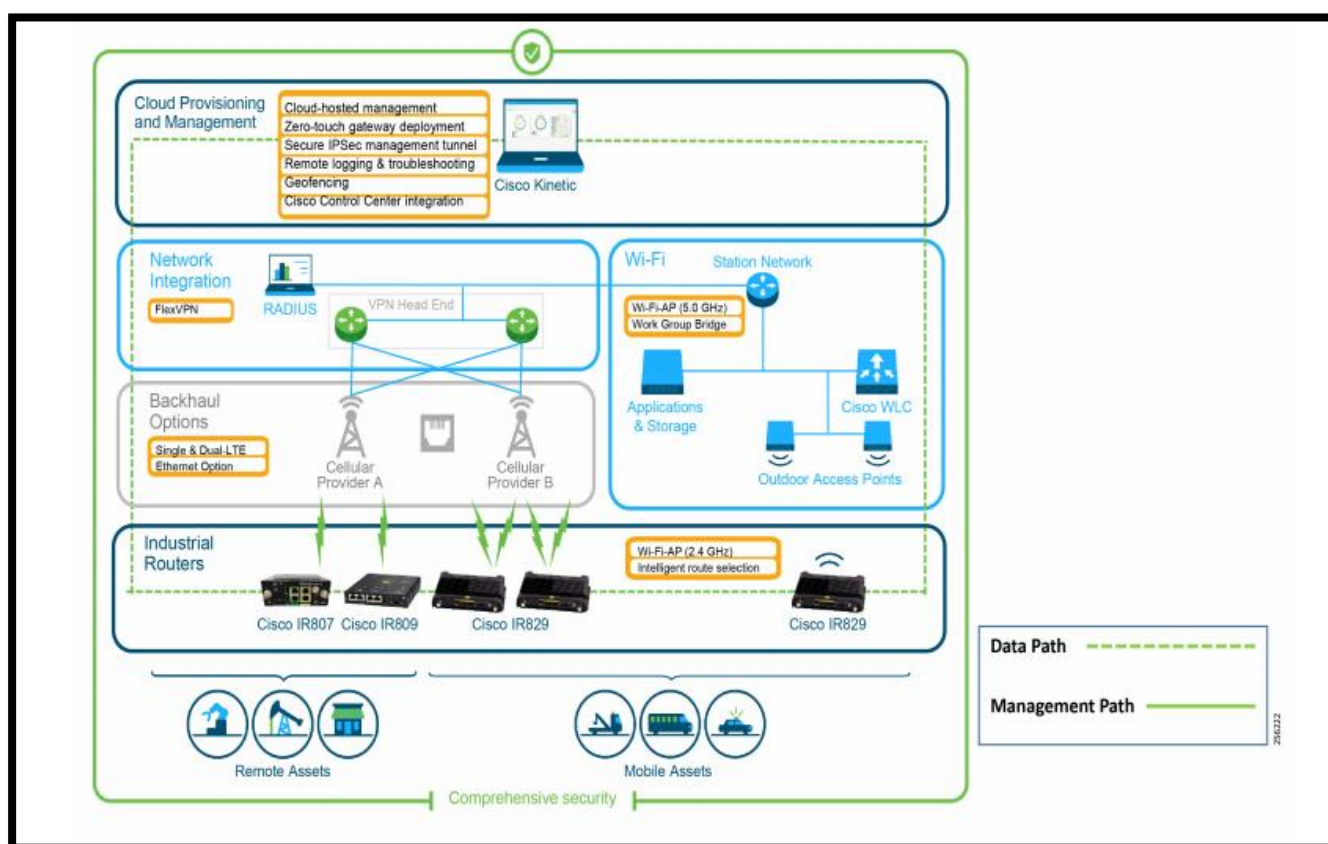 Cloud Provisioning
and Management
Cloud-hosted management
Zero-touch gateway deployment
Secure IPSec management tunnel
Remote logging & troubleshooting
Geofencing
Cisco Control Center integration
Cisco Kinetic
Network
Integration
FlexVPN
RADIUS
VPN Head End
Wi-Fi
Station Network
Wi-Fi-AP (5.0 GHz)
Work Group Bridge
Applications
& Storage
Cisco WLC
Outdoor Access Points
Backhaul
Options
Single & Dual-LTE
Ethernet Option
Cellular
Provider A
Cellular
Provider B
Industrial
Routers
Wi-Fi-AP (2.4 GHz)
Intelligent route selection
Cisco IR807
Cisco IR809
Cisco IR829
Cisco IR829
Remote Assets
Mobile Assets
Comprehensive security
Data Path
Management Path
256222